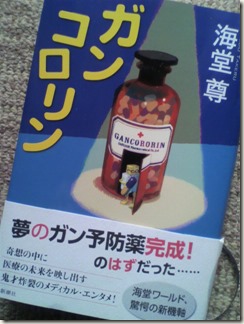 ガンコロリン
海堂 尊
GANCORORIN
夢のガン予防薬完成!
のはずだった……
奇想の中に
医療の未来を映し出す
鬼才炸裂のメディカル・エンタメ!
海堂ワールド、
驚愕の新機軸
新潮社